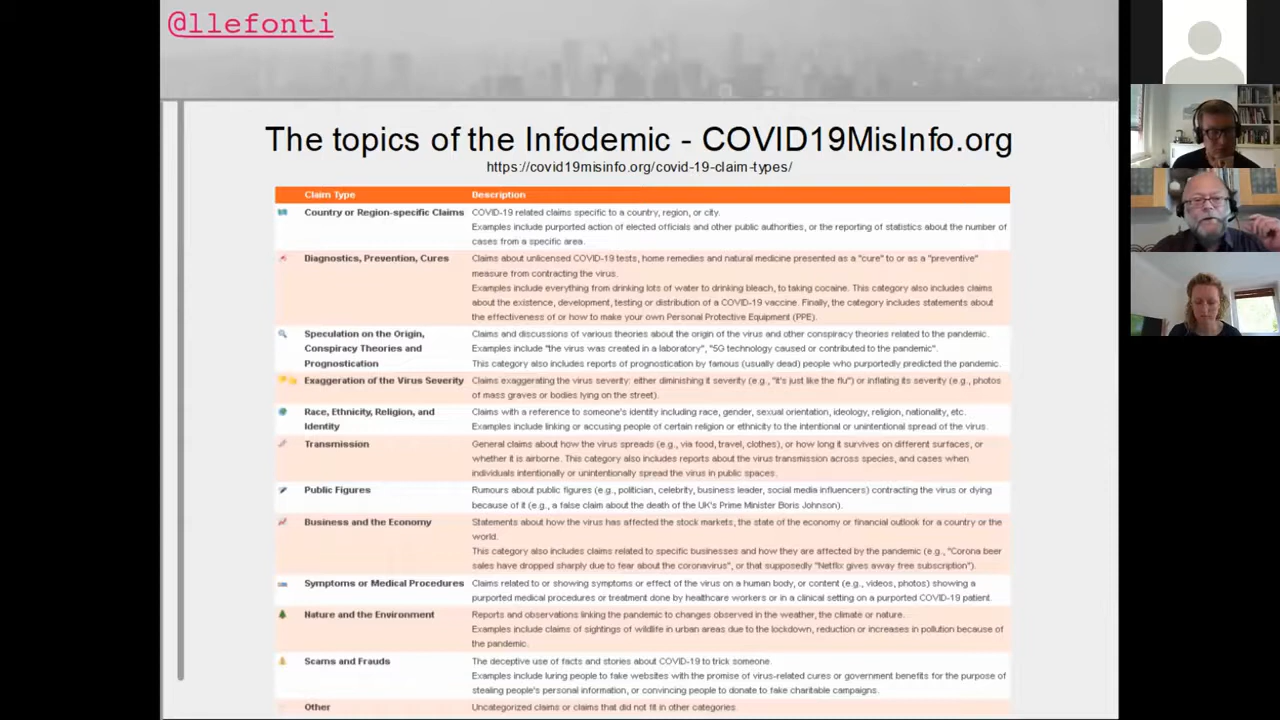 @llefonti
The topics of the Infodemic - COVID19MisInfo.org
https://covid19misinfo.org/covid-19-claim-types/
Claim Type Description
Country or Region-specific Claims COVID-19 related claims specific to a country, region, or city.
Examples include purported action of elected officials and other public authorities, or the reporting of statistics about the number of
cases from a specific area.
Diagnostics, Prevention, Cures Claims about unlicensed COVID-19 tests, home remedies and natural medicine presented as a "cure" to or as a "preventive"
measure from contracting the virus.
Examples include everything from drinking lots of water to drinking bleach, to taking cocaine. This category also includes claims
about the existence, development, testing or distribution of a COVID-19 vaccine. Finally, the category includes statements about
the effectiveness of or how to make your own Personal Protective Equipment (PPE).
Speculation on the Origin, Claims and discussions of various theories about the origin of the virus and other conspiracy theories related to the pandemic.
Conspiracy Theories and Examples include "the virus was created in a laboratory", "5G technology caused or contributed to the pandemic".
Prognostication This category also includes reports of prognostication by famous (usually dead) people who purportedly predicted the pandemic.
Exaggeration of the Virus Severity Claims exaggerating the virus severity: either diminishing it severity (e.g., "it's just like the flu") or inflating its severity (e.g., photos
of mass graves or bodies lying on the street).
Race, Ethnicity, Religion, and Claims with a reference to someone's identity including race, gender, sexual orientation, ideology, religion, nationality, etc.
Identity Examples include linking or accusing people of certain religion or ethnicity to the intentional or unintentional spread of the virus.
Transmission General claims about how the virus spreads (e.g., via food, travel, clothes), or how long it survives on different surfaces, or
whether it is airborne. This category also includes reports about the virus transmission across species, and cases when
individuals intentionally or unintentionally spread the virus in public spaces.
Public Figures Rumours about public figures (e.g., politician, celebrity, business leader, social media influencers) contracting the virus or dying
because of it (e.g., a false claim about the death of the UK's Prime Minister Boris Johnson).
Business and the Economy Statements about how the virus has affected the stock markets, the state of the economy or financial outlook for a country or the
world.
This category also includes claims related to specific businesses and how they are affected by the pandemic (e.g., "Corona beer
sales have dropped sharply due to fear about the coronavirus", or that supposedly "Netflix gives away free subscription").
Symptoms or Medical Procedures Claims related to or showing symptoms or effect of the virus on a human body, or content (e.g., videos, photos) showing a
purported medical procedures or treatment done by healthcare workers or in a clinical setting on a purported COVID-19 patient.
Nature and the Environment Reports and observations linking the pandemic to changes observed in the weather, the climate or nature.
Examples include claims of sightings of wildlife in urban areas due to the lockdown, reduction or increases in pollution because of
the pandemic.
Scams and Frauds The deceptive use of facts and stories about COVID-19 to trick someone.
Examples include luring people to fake websites with the promise of virus-related cures or government benefits for the purpose of
stealing people's personal information, or convincing people to donate to fake charitable campaigns.
Other Uncategorized claims or claims that did not fit in other categories.